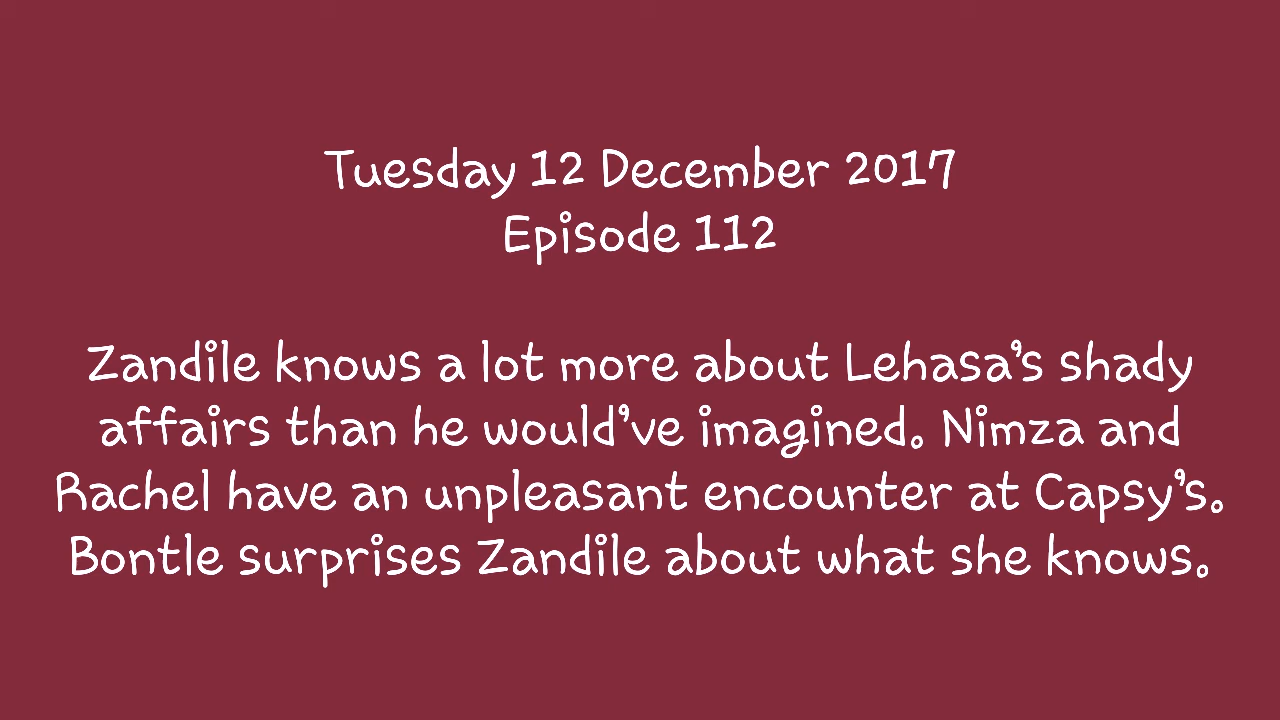 Tuesday 12 December 2017
Episode 112
Zandile knows a lot more about Lehasa's shady
affairs than he would've imagined. Nimza and
Rachel have an unpleasant encounter at Capsy's.
Bontle surprises Zandile about what she knows.